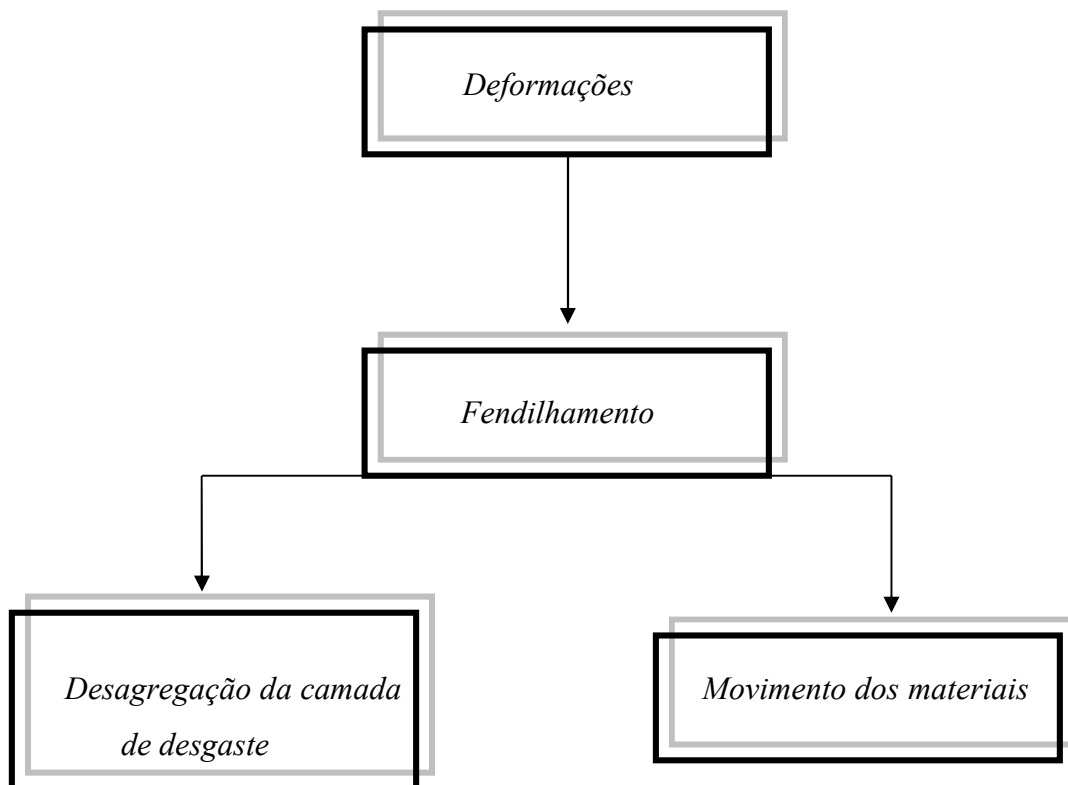 Deformações
Fendilhamento
Desagregação da camada
de desgaste
Movimento dos materiais